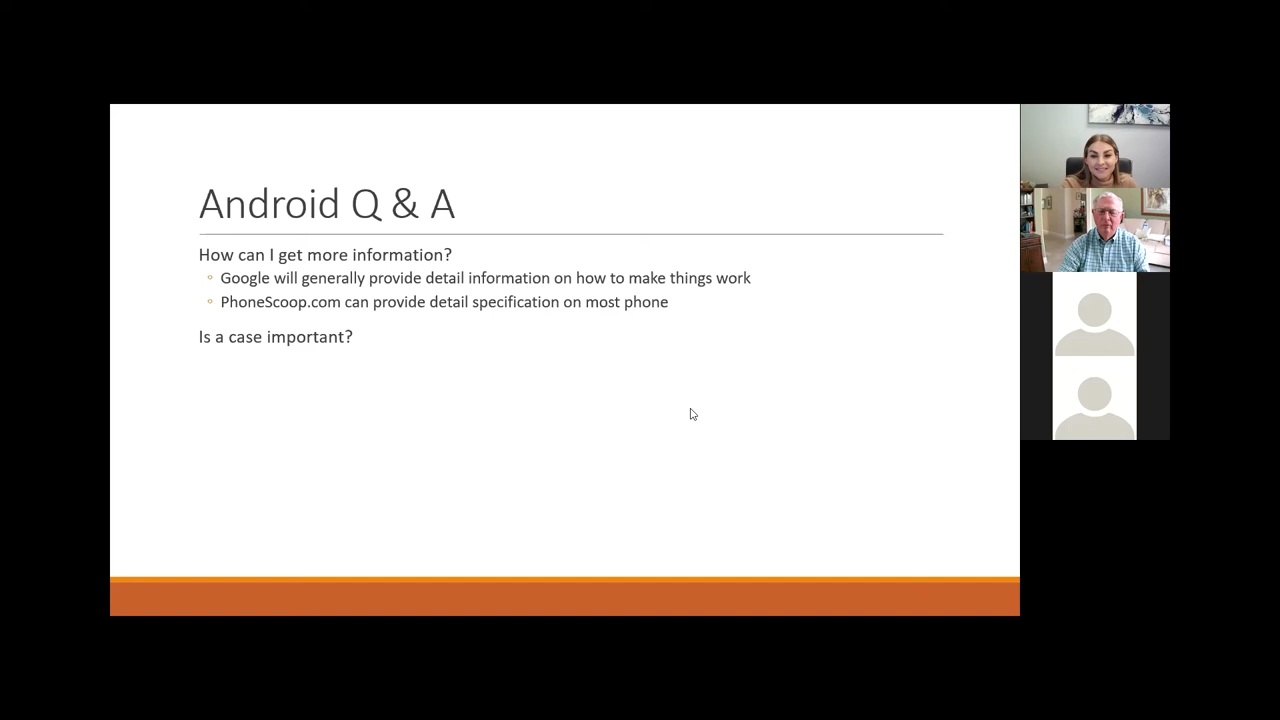 Android Q & A
How can I get more information?
Google will generally provide detail information on how to make things work
PhoneScoop.com can provide detail specification on most phone
Is a case important?